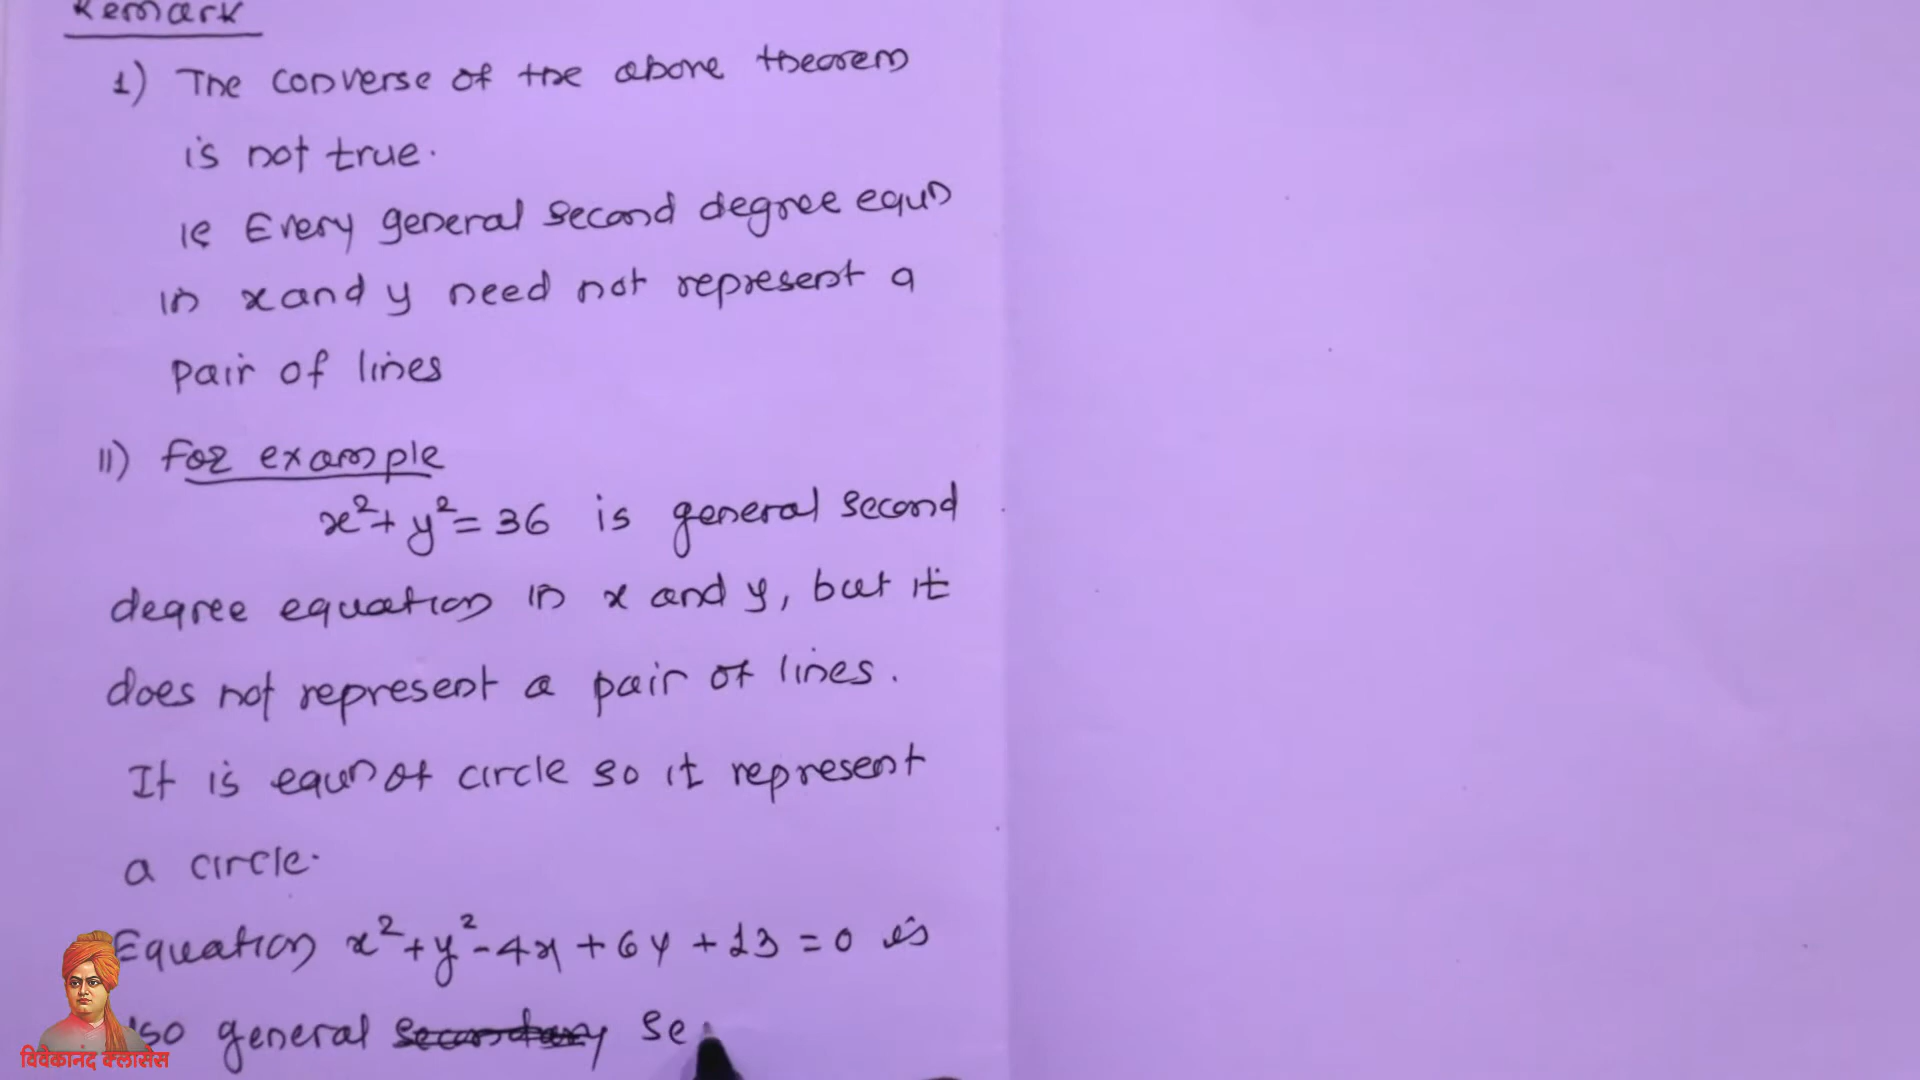 Remark
1) The converse of the above theorem
is not true.
ie Every general second degree equn
in x and y need not represent a
pair of lines
II) For example
x²+ y² = 36 is general second
degree equation in x and y, but it
does not represent a pair of lines.
It is equn of circle so it represent
a circle.
Equation x²+y²-4x+6y+13=0 is
lso general secondary se
विवेकानंद क्लासेस